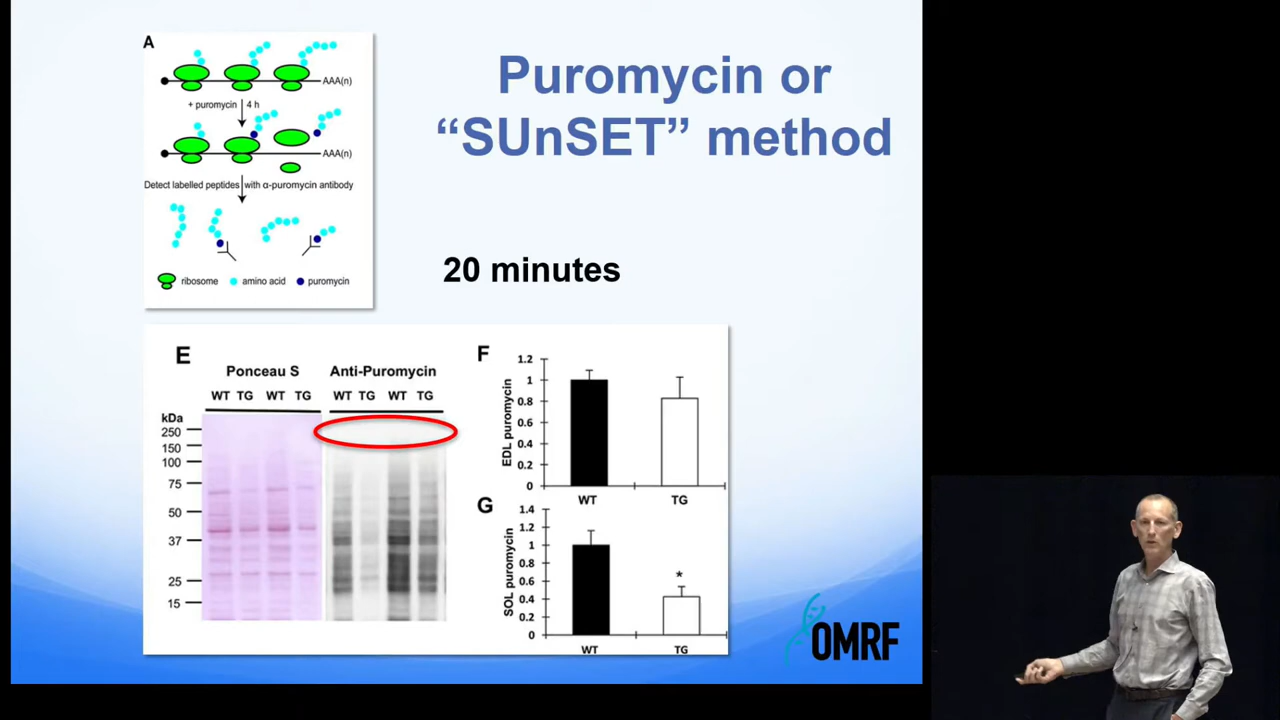 A
Puromycin or
“SUnSET” method
AAA(n)
+ puromycin 4 h
AAA(n)
Detect labelled peptides with α-puromycin antibody
ribosome amino acid puromycin
20 minutes
E
Ponceau S Anti-Puromycin
WT TG WT TG WT TG WT TG
kDa
250
150
100
75
50
37
25
15
F
EDL puromycin
1.2
1
0.8
0.6
0.4
0.2
0
WT TG
G
SOL puromycin
1.4
1.2
1
0.8
0.6
0.4
0.2
0
*
WT TG
OMRF